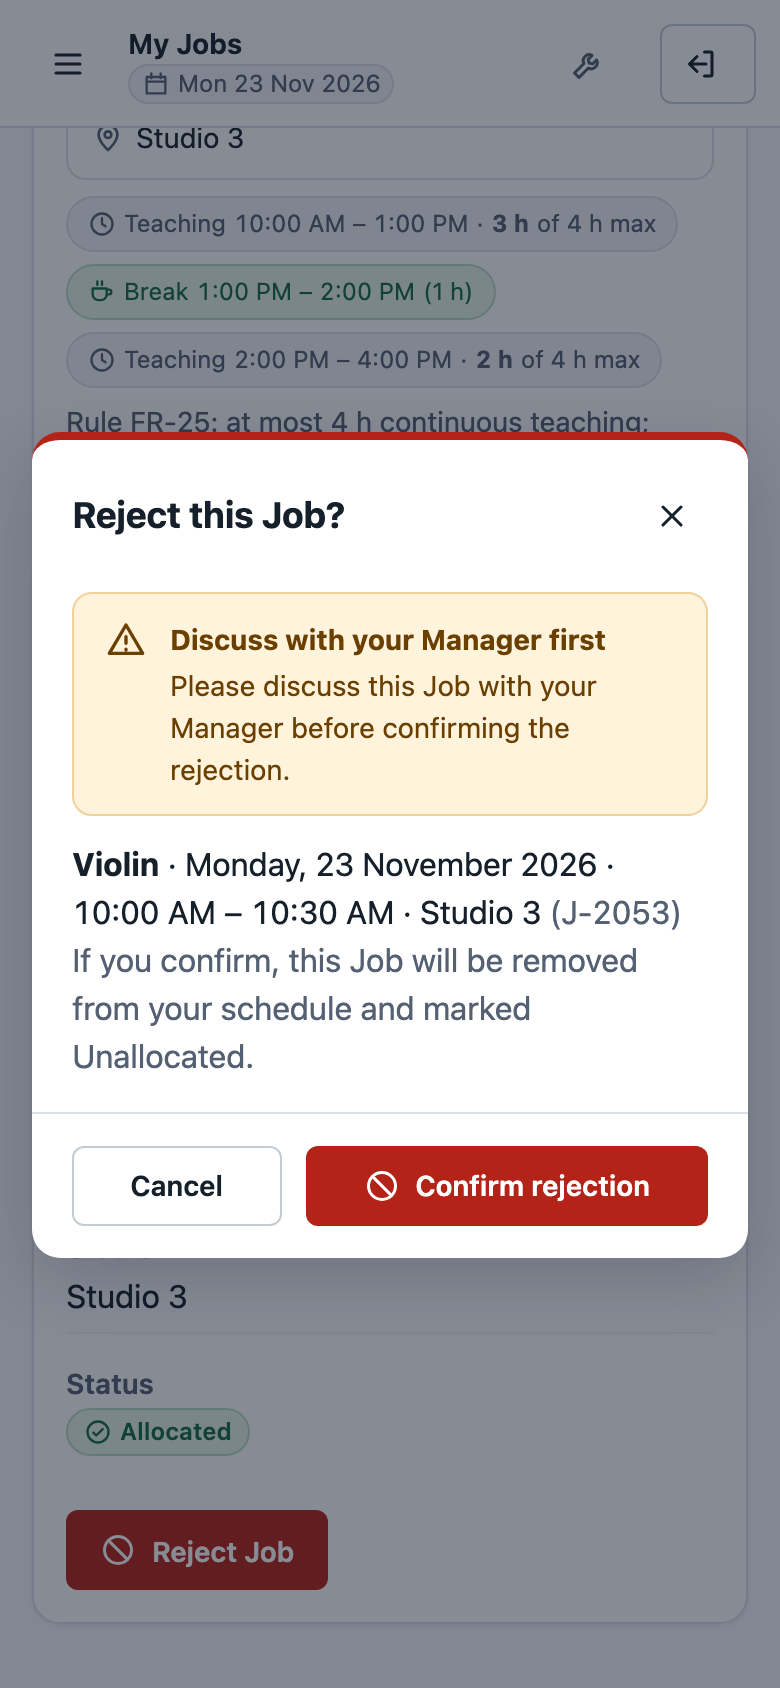 My Jobs
Mon 23 Nov 2026
Studio 3
Teaching 10:00 AM – 1:00 PM · 3 h of 4 h max
Break 1:00 PM – 2:00 PM (1 h)
Teaching 2:00 PM – 4:00 PM · 2 h of 4 h max
Rule FR-25: at most 4 h continuous teaching;
Reject this Job?
Discuss with your Manager first
Please discuss this Job with your
Manager before confirming the
rejection.
Violin · Monday, 23 November 2026 ·
10:00 AM – 10:30 AM · Studio 3 (J-2053)
If you confirm, this Job will be removed
from your schedule and marked
Unallocated.
Cancel
Confirm rejection
Studio 3
Status
Allocated
Reject Job